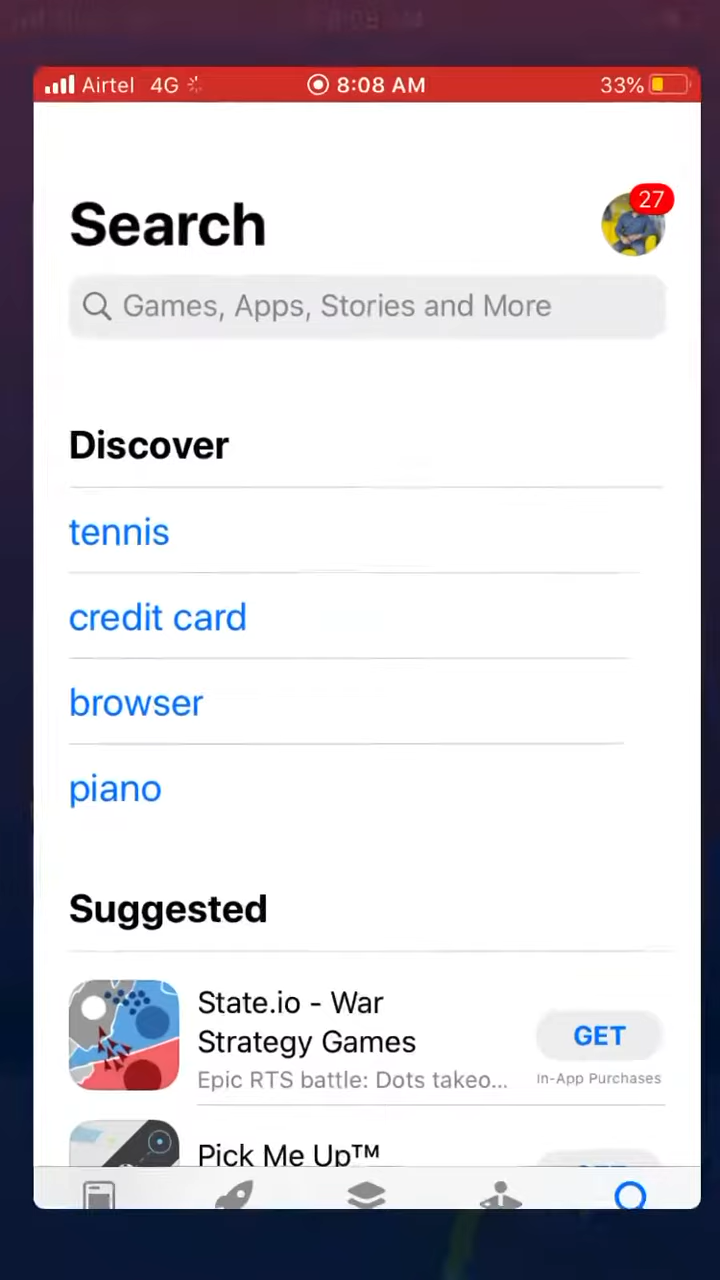 Airtel 4G 8:08 AM 33%
27
Search
Games, Apps, Stories and More
Discover
tennis
credit card
browser
piano
Suggested
State.io - War
Strategy Games
GET
Epic RTS battle: Dots takeo...
In-App Purchases
Pick Me Up™